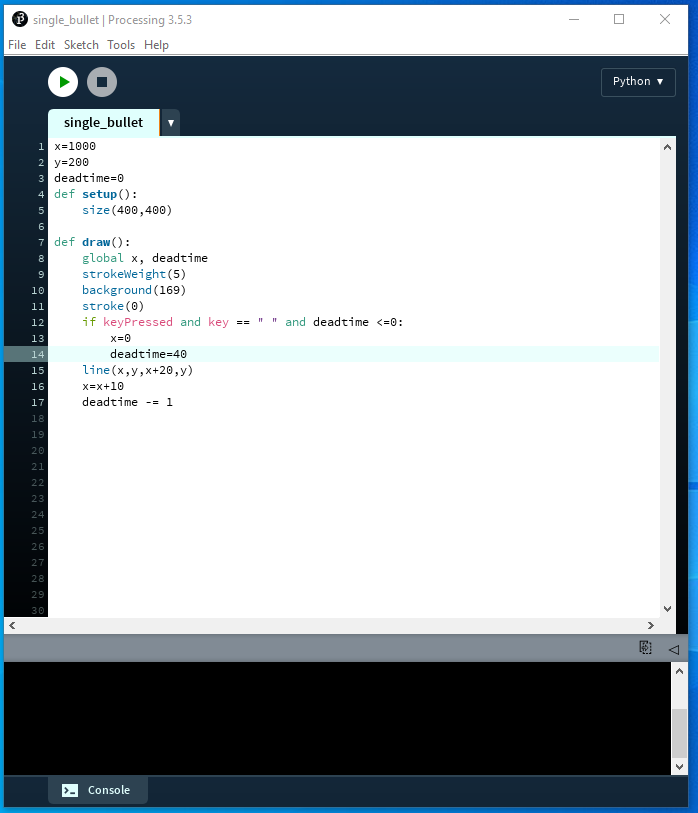 single_bullet | Processing 3.5.3
File Edit Sketch Tools Help
Python ▼
single_bullet ▼
1 x=1000
2 y=200
3 deadtime=0
4 def setup():
5     size(400,400)
6
7 def draw():
8     global x, deadtime
9     strokeWeight(5)
10     background(169)
11     stroke(0)
12     if keyPressed and key == " " and deadtime <=0:
13         x=0
14         deadtime=40
15     line(x,y,x+20,y)
16     x=x+10
17     deadtime -= 1
18
19
20
21
22
23
24
25
26
27
28
29
30
Console